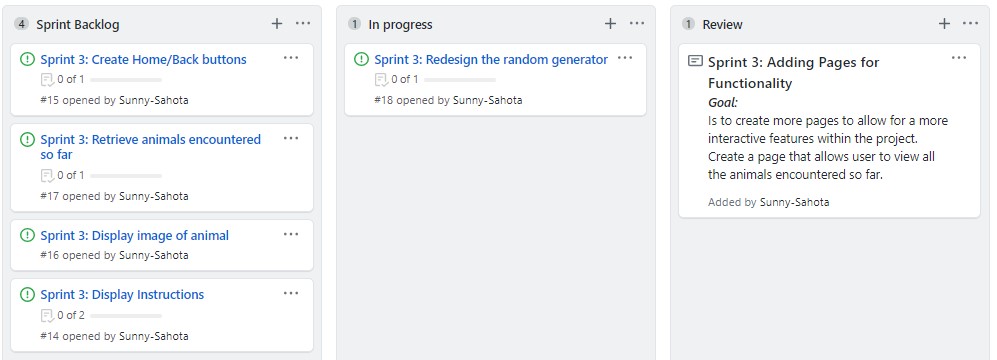 4 Sprint Backlog
Sprint 3: Create Home/Back buttons
0 of 1
#15 opened by Sunny-Sahota
Sprint 3: Retrieve animals encountered
so far
0 of 1
#17 opened by Sunny-Sahota
Sprint 3: Display image of animal
#16 opened by Sunny-Sahota
Sprint 3: Display Instructions
0 of 2
#14 opened by Sunny-Sahota
1 In progress
Sprint 3: Redesign the random generator
0 of 1
#18 opened by Sunny-Sahota
1 Review
Sprint 3: Adding Pages for
Functionality
Goal:
Is to create more pages to allow for a more
interactive features within the project.
Create a page that allows user to view all
the animals encountered so far.
Added by Sunny-Sahota